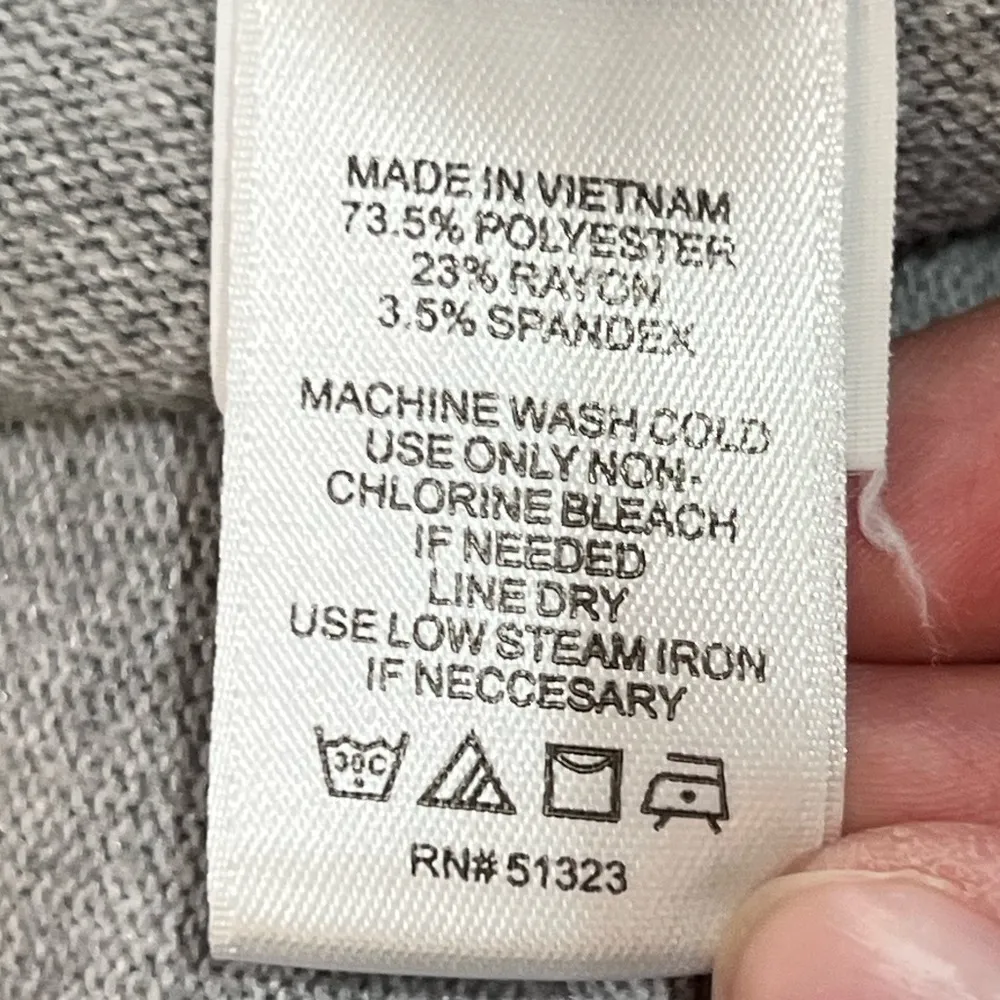 MADE IN VIETNAM
73.5% POLYESTER
23% RAYON
3.5% SPANDEX
MACHINE WASH COLD
USE ONLY NON-
CHLORINE BLEACH
IF NEEDED
LINE DRY
USE LOW STEAM IRON
IF NECCESARY
30C
RN# 51323